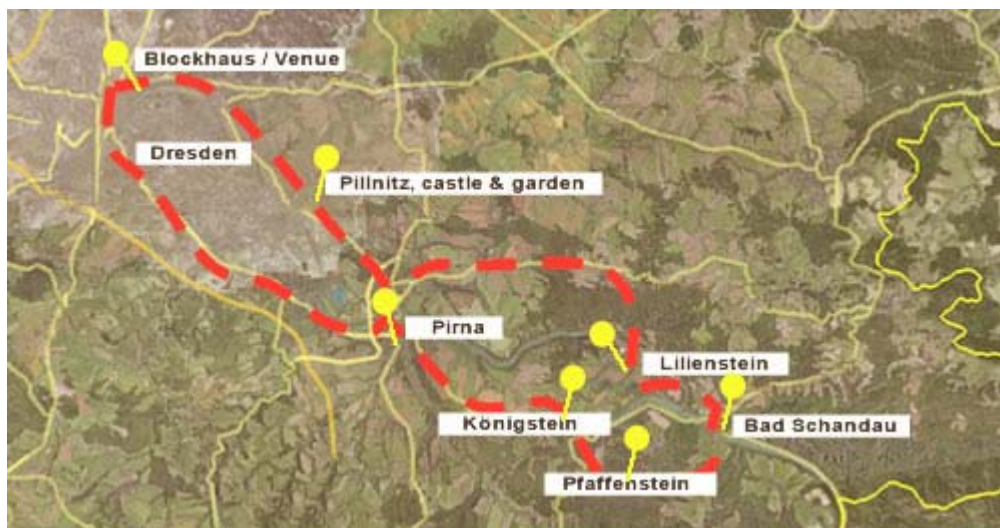 Blockhaus / Venue
Dresden
Pillnitz, castle & garden
Pirna
Lilienstein
Königstein
Bad Schandau
Pfaffenstein